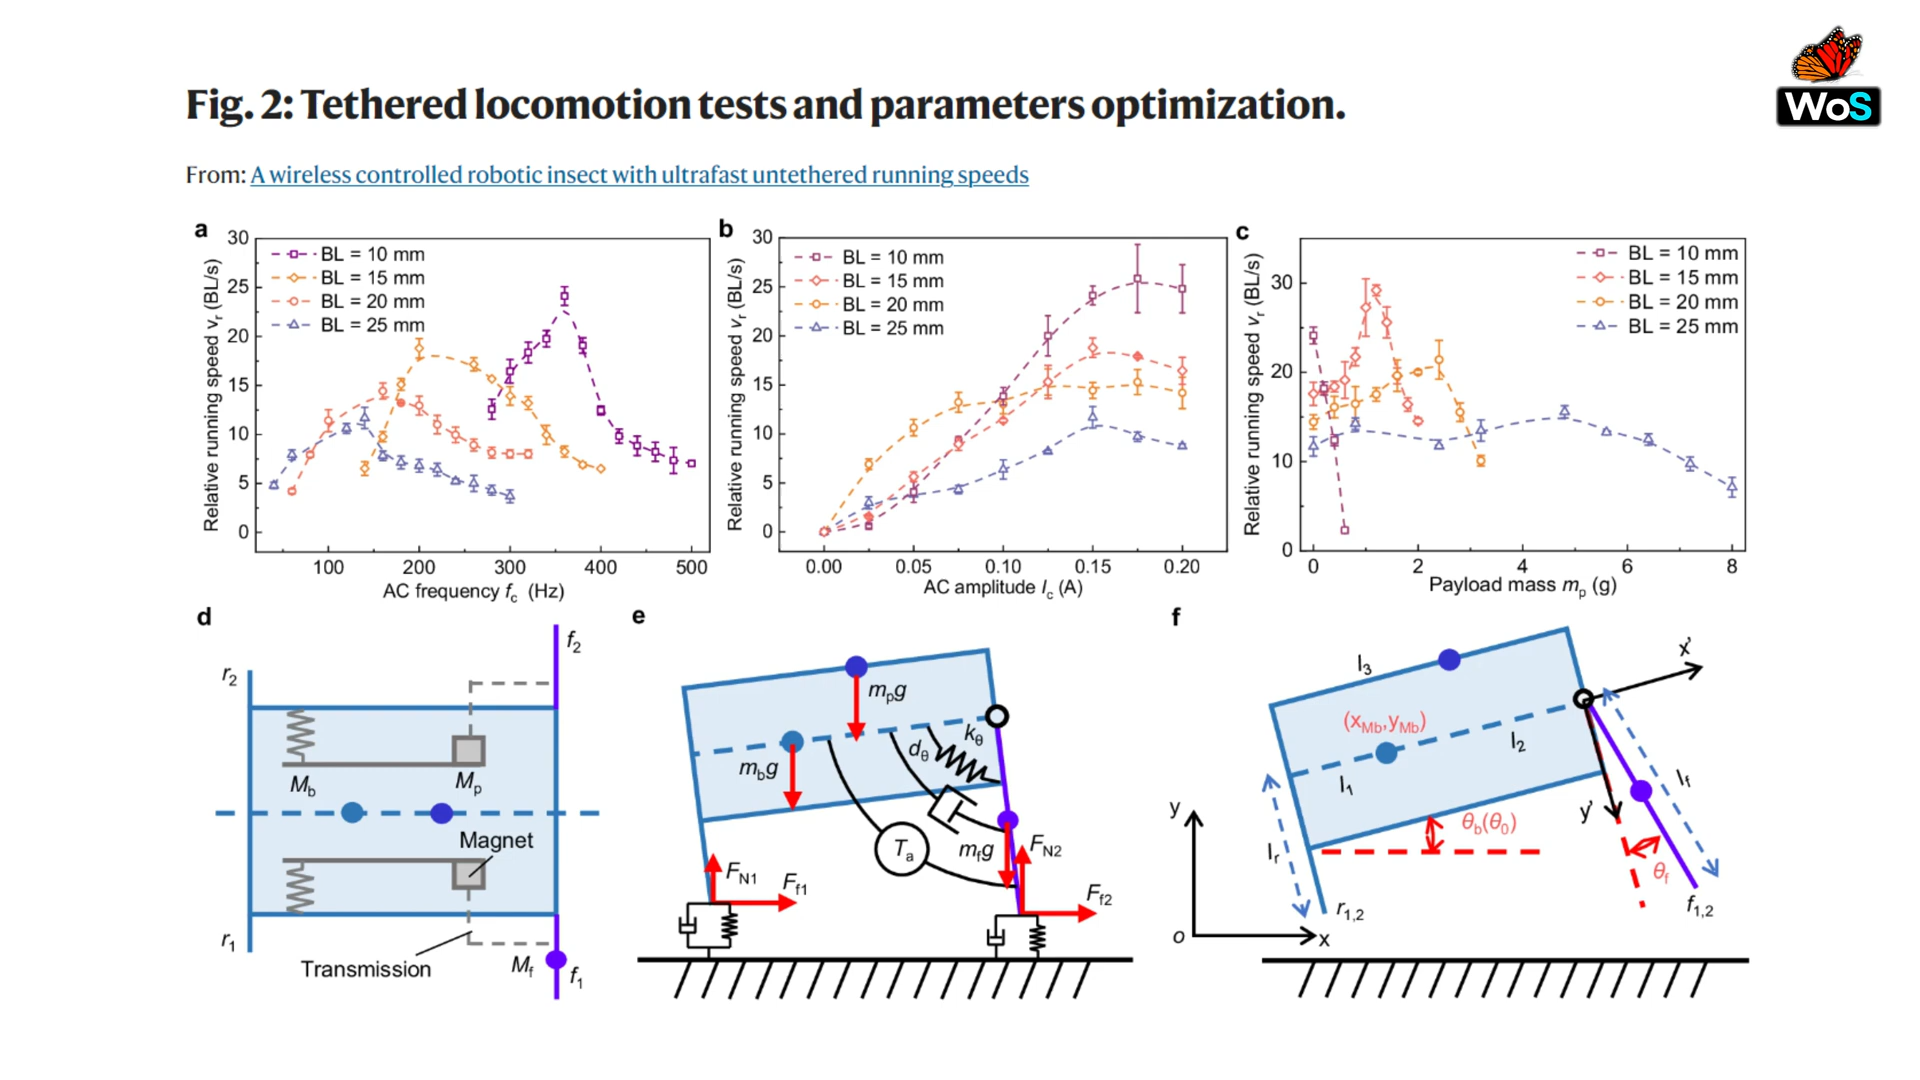 WoS
Fig. 2: Tethered locomotion tests and parameters optimization.
From: A wireless controlled robotic insect with ultrafast untethered running speeds
a
Relative running speed vr (BL/s)
30
25
20
15
10
5
0
BL = 10 mm
BL = 15 mm
BL = 20 mm
BL = 25 mm
100 200 300 400 500
AC frequency fc (Hz)
b
Relative running speed vr (BL/s)
30
25
20
15
10
5
0
BL = 10 mm
BL = 15 mm
BL = 20 mm
BL = 25 mm
0.00 0.05 0.10 0.15 0.20
AC amplitude Ic (A)
c
Relative running speed vr (BL/s)
30
20
10
0
BL = 10 mm
BL = 15 mm
BL = 20 mm
BL = 25 mm
0 2 4 6 8
Payload mass mp (g)
d
f2
r2
Mb
Mp
Magnet
r1
Transmission
Mf
f1
e
mpg
kθ
dθ
mbg
Ta
mfg
FN2
FN1
Ff1
Ff2
f
x'
l3
(xMb,yMb)
l2
l1
lf
y'
y
θb(θ0)
lr
θf
r1,2
f1,2
o
x